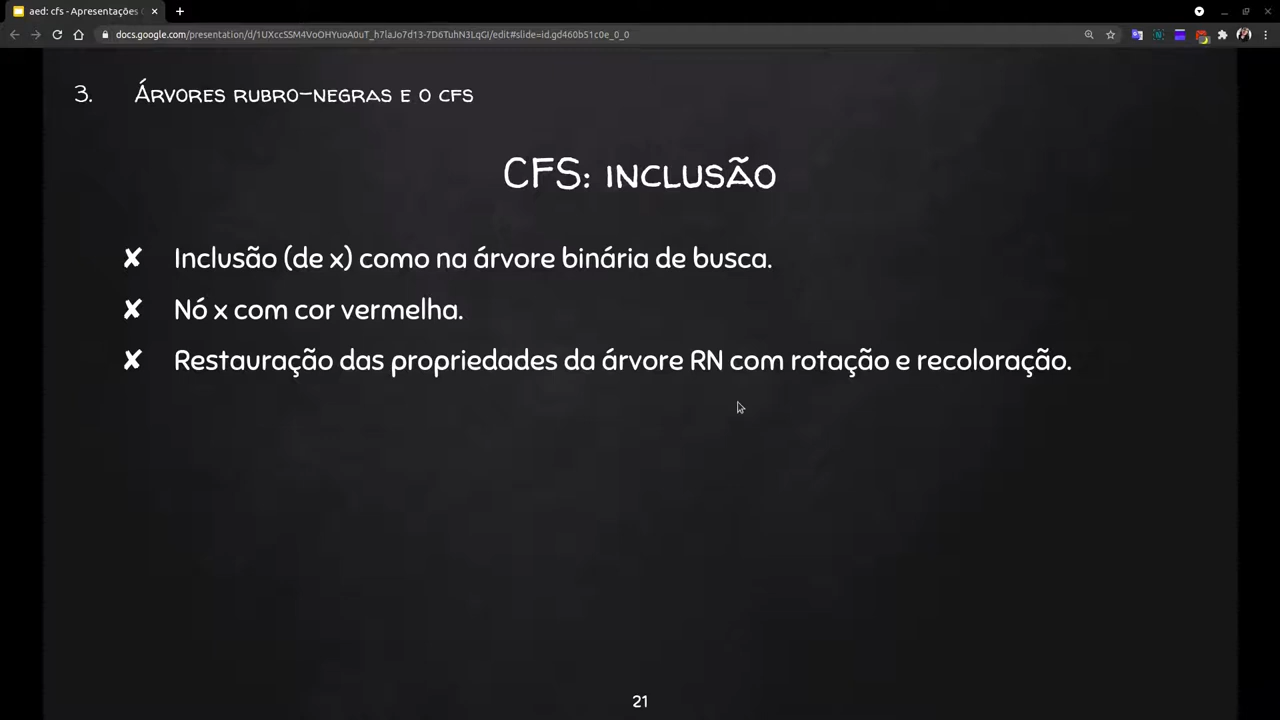 aed: cfs - Apresentações
docs.google.com/presentation/d/1UXccSSM4VoOHYuoA0uT_h7laJo7d13-7D6TuhN3LqGI/edit#slide=id.gd460b51c0e_0_0
3. Árvores rubro-negras e o cfs
CFS: inclusão
✘ Inclusão (de x) como na árvore binária de busca.
✘ Nó x com cor vermelha.
✘ Restauração das propriedades da árvore RN com rotação e recoloração.
21